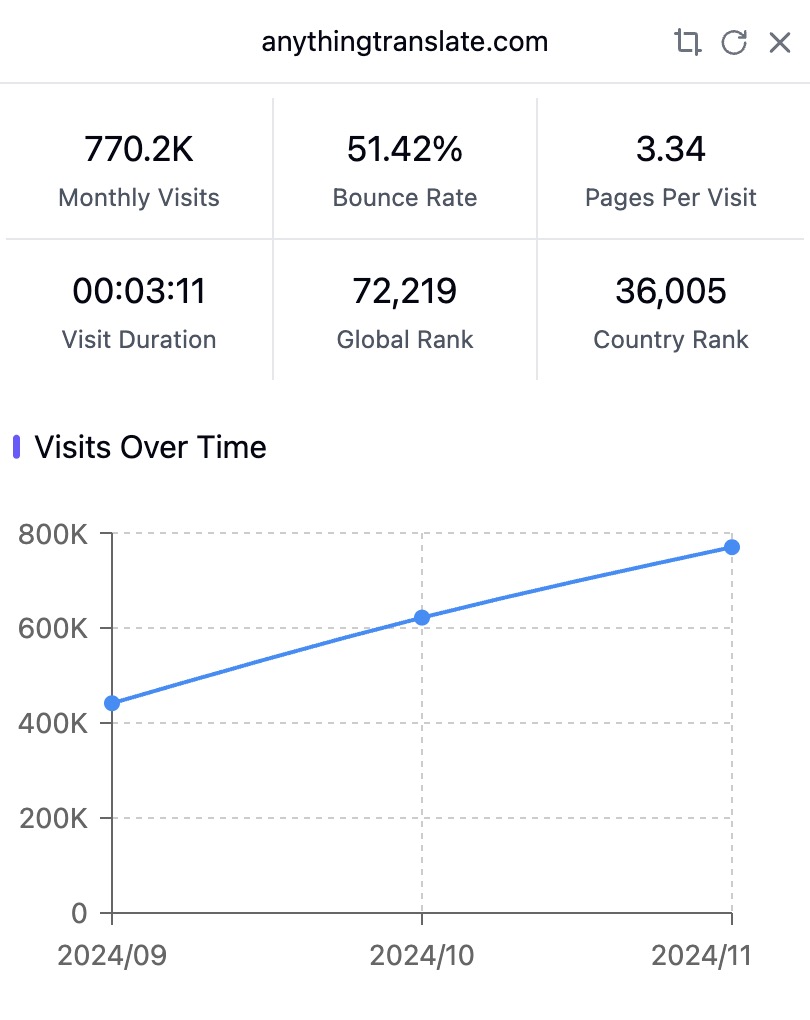 anythingtranslate.com
770.2K
Monthly Visits
51.42%
Bounce Rate
3.34
Pages Per Visit
00:03:11
Visit Duration
72,219
Global Rank
36,005
Country Rank
Visits Over Time
800K
600K
400K
200K
0
2024/09
2024/10
2024/11